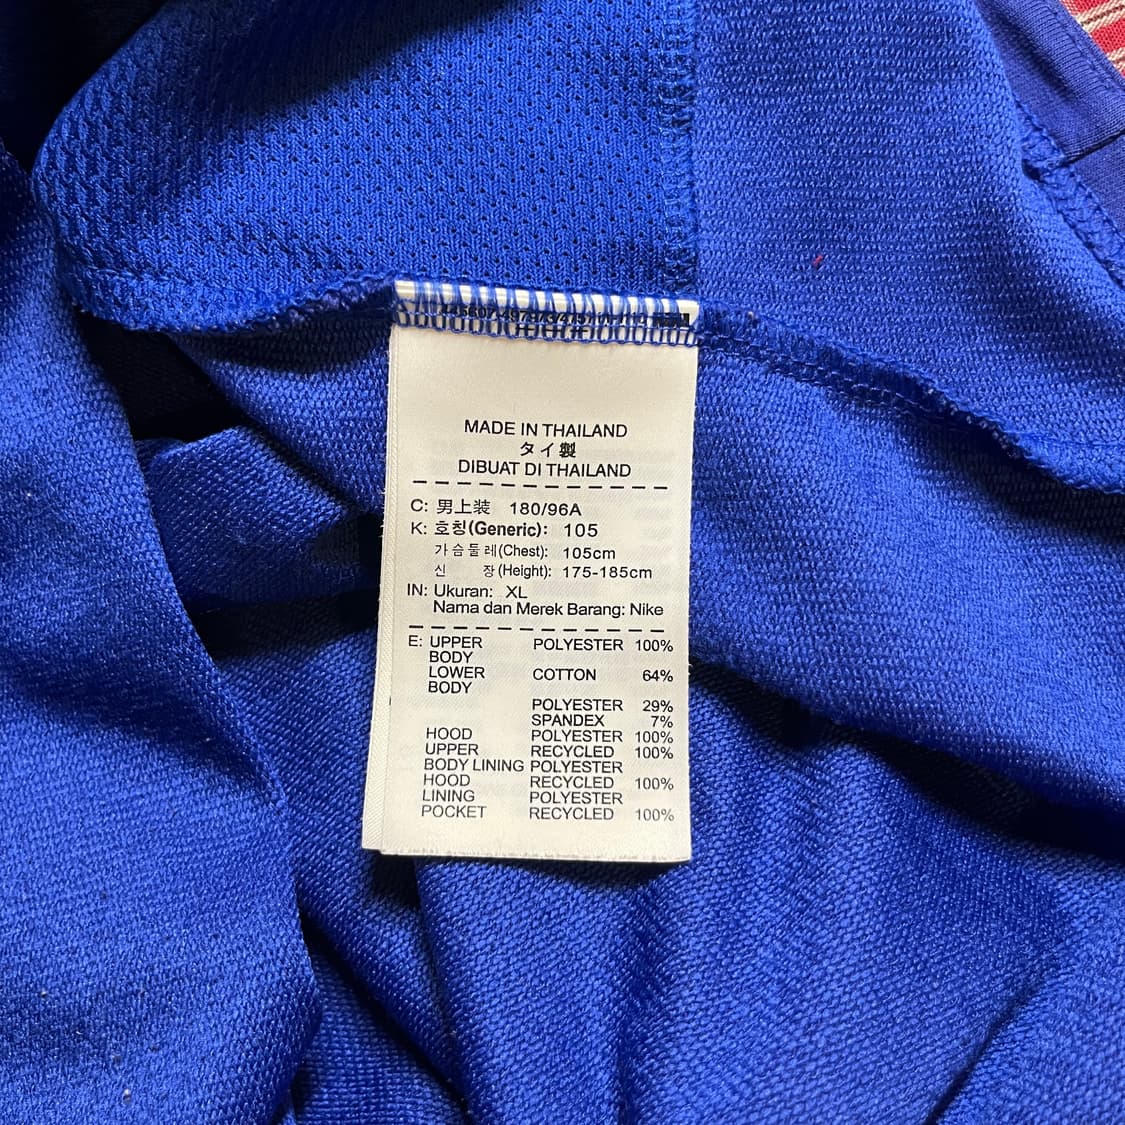 MADE IN THAILAND
タイ製
DIBUAT DI THAILAND
C: 男上装 180/96A
K: 호칭(Generic): 105
가슴둘레(Chest): 105cm
신 장(Height): 175-185cm
IN: Ukuran: XL
Nama dan Merek Barang: Nike
E: UPPER POLYESTER 100%
BODY
LOWER COTTON 64%
BODY
POLYESTER 29%
SPANDEX 7%
HOOD POLYESTER 100%
UPPER RECYCLED 100%
BODY LINING POLYESTER
HOOD RECYCLED 100%
LINING POLYESTER
POCKET RECYCLED 100%